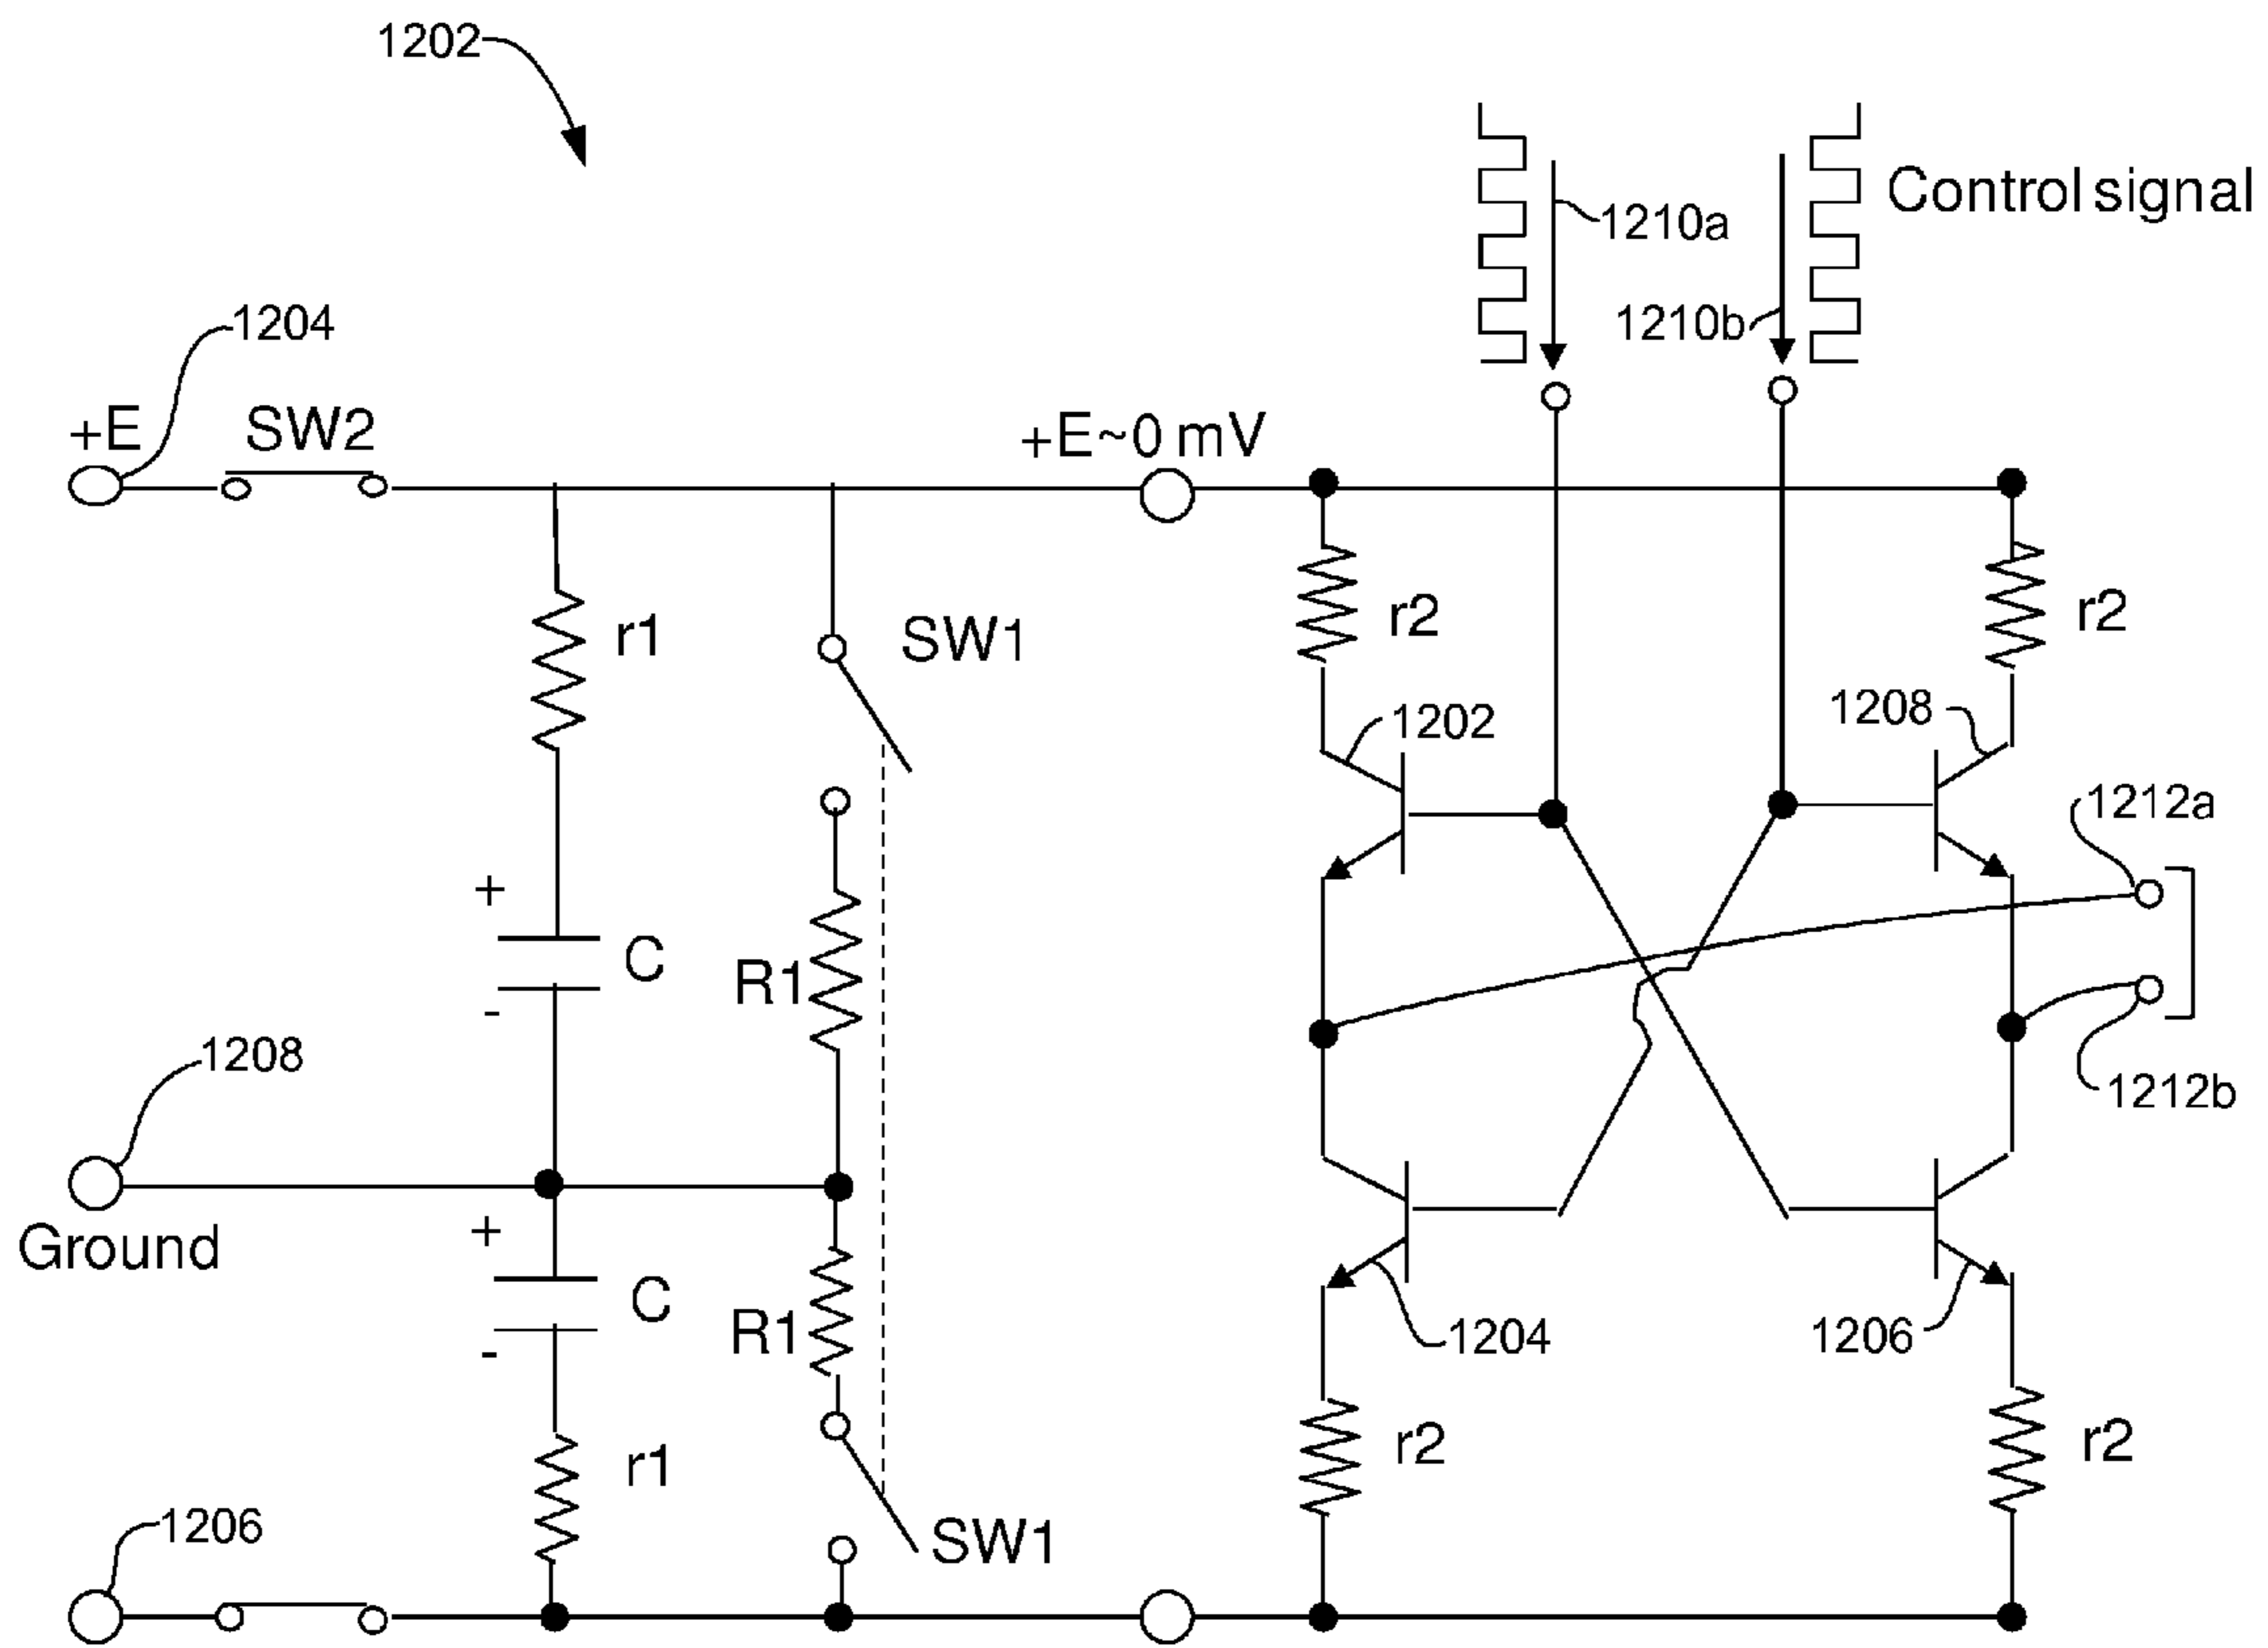 1202
Control signal
1210a
1210b
1204
+E
SW2
+E~0 mV
r1
SW1
r2
r2
1202
1208
1212a
+
C
-
R1
1208
Ground
1212b
+
C
-
R1
1204
1206
r1
r2
r2
1206
SW1